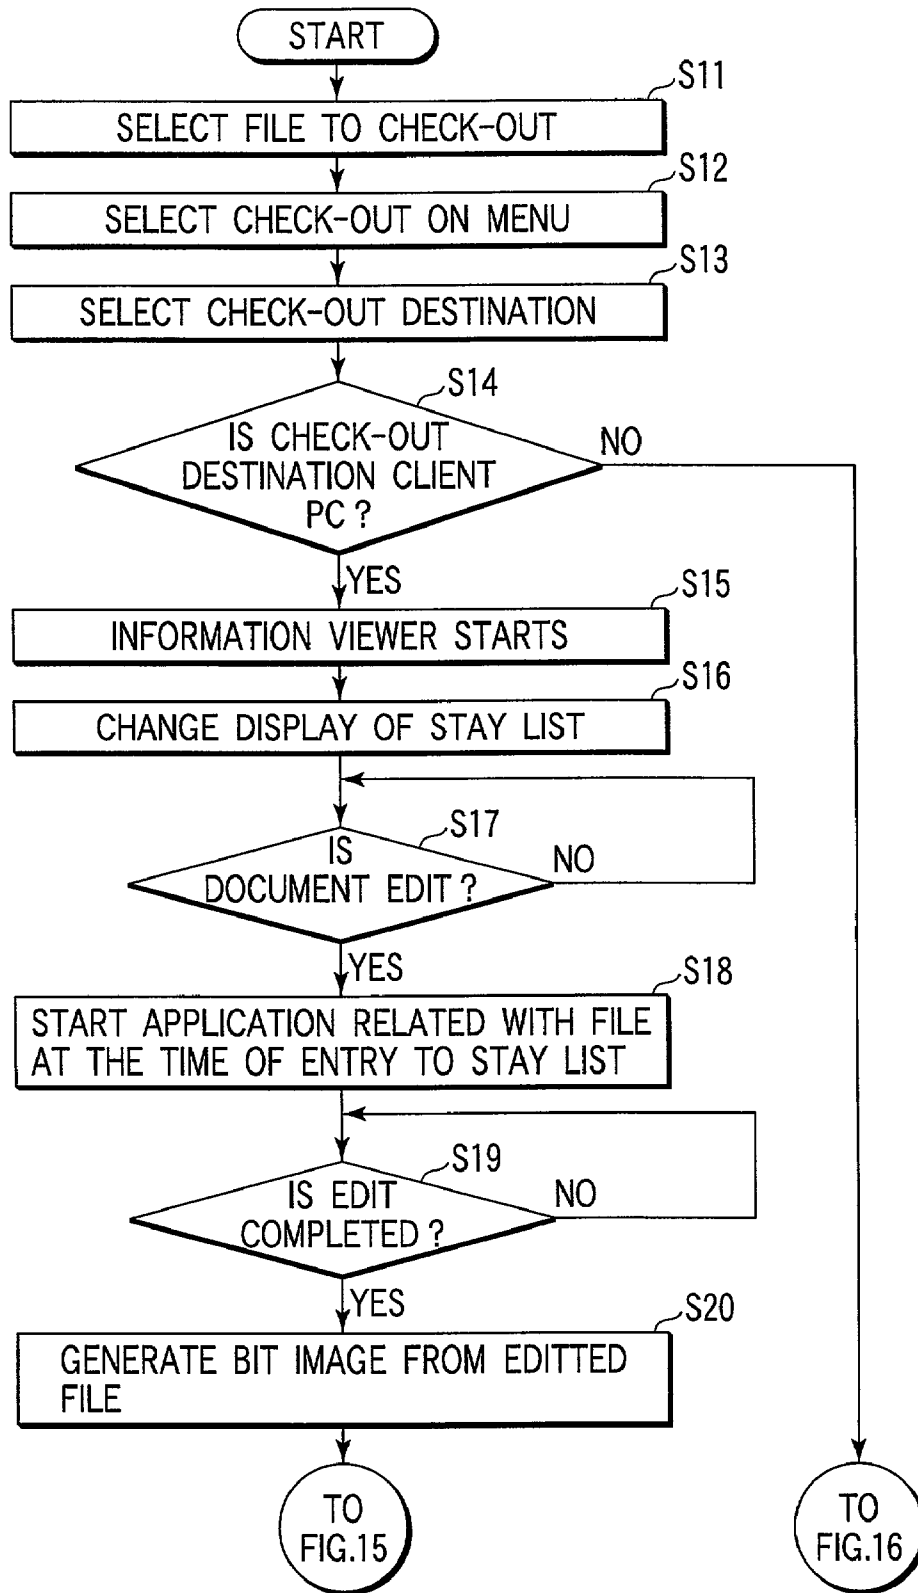 START
S11
SELECT FILE TO CHECK-OUT
S12
SELECT CHECK-OUT ON MENU
S13
SELECT CHECK-OUT DESTINATION
S14
IS CHECK-OUT
DESTINATION CLIENT
PC?
NO
YES
S15
INFORMATION VIEWER STARTS
S16
CHANGE DISPLAY OF STAY LIST
S17
IS
DOCUMENT EDIT?
NO
YES
S18
START APPLICATION RELATED WITH FILE
AT THE TIME OF ENTRY TO STAY LIST
S19
IS EDIT
COMPLETED?
NO
YES
S20
GENERATE BIT IMAGE FROM EDITTED
FILE
TO
FIG.15
TO
FIG.16